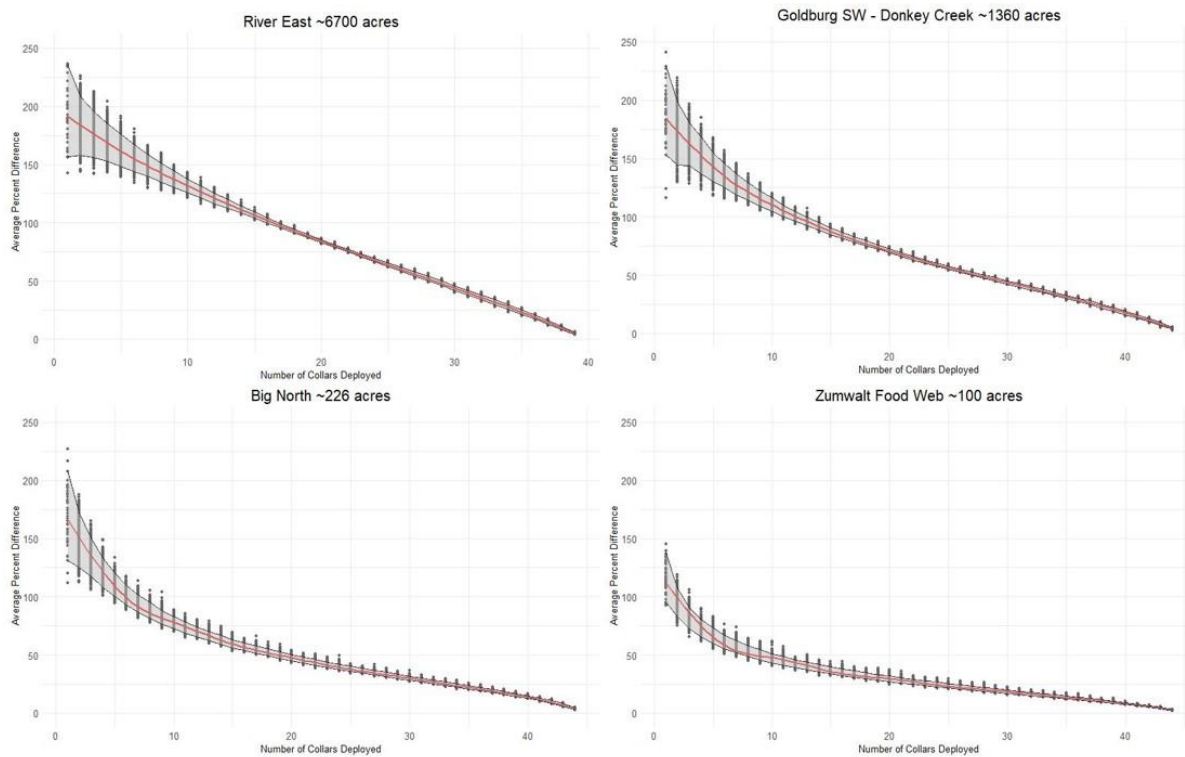 River East ~6700 acres
250
200
150
100
50
0
Average Percent Difference
0 10 20 30 40
Number of Collars Deployed
Goldburg SW - Donkey Creek ~1360 acres
250
200
150
100
50
0
Average Percent Difference
0 10 20 30 40
Number of Collars Deployed
Big North ~226 acres
250
200
150
100
50
0
Average Percent Difference
0 10 20 30 40
Number of Collars Deployed
Zumwalt Food Web ~100 acres
250
200
150
100
50
0
Average Percent Difference
0 10 20 30 40
Number of Collars Deployed